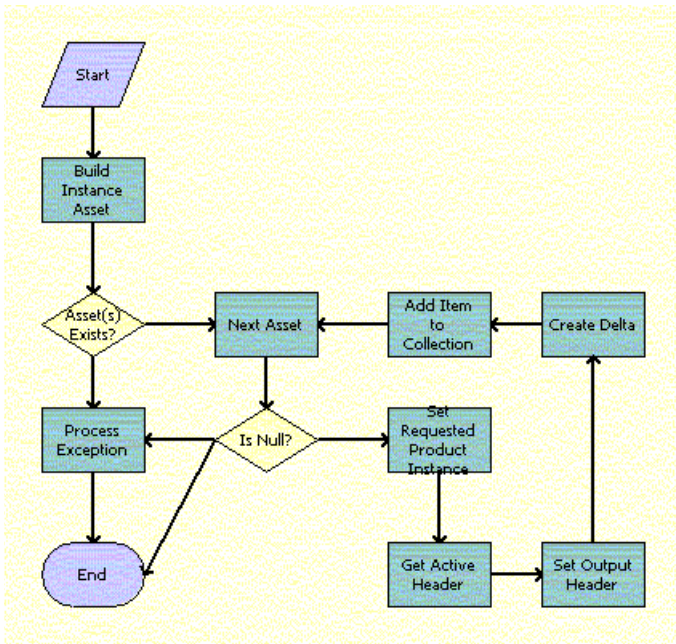 Start
Build
Instance
Asset
Asset(s)
Exists?
Next Asset
Add Item
to
Collection
Create Delta
Process
Exception
Is Null?
Set
Requested
Product
Instance
End
Get Active
Header
Set Output
Header